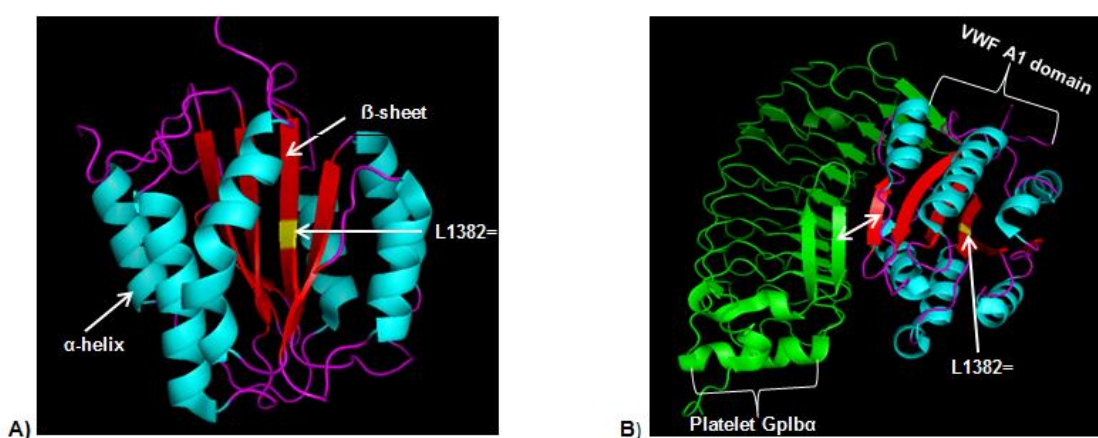 ß-sheet
L1382=
α-helix
A)
VWF A1 domain
L1382=
Platelet GpIbα
B)